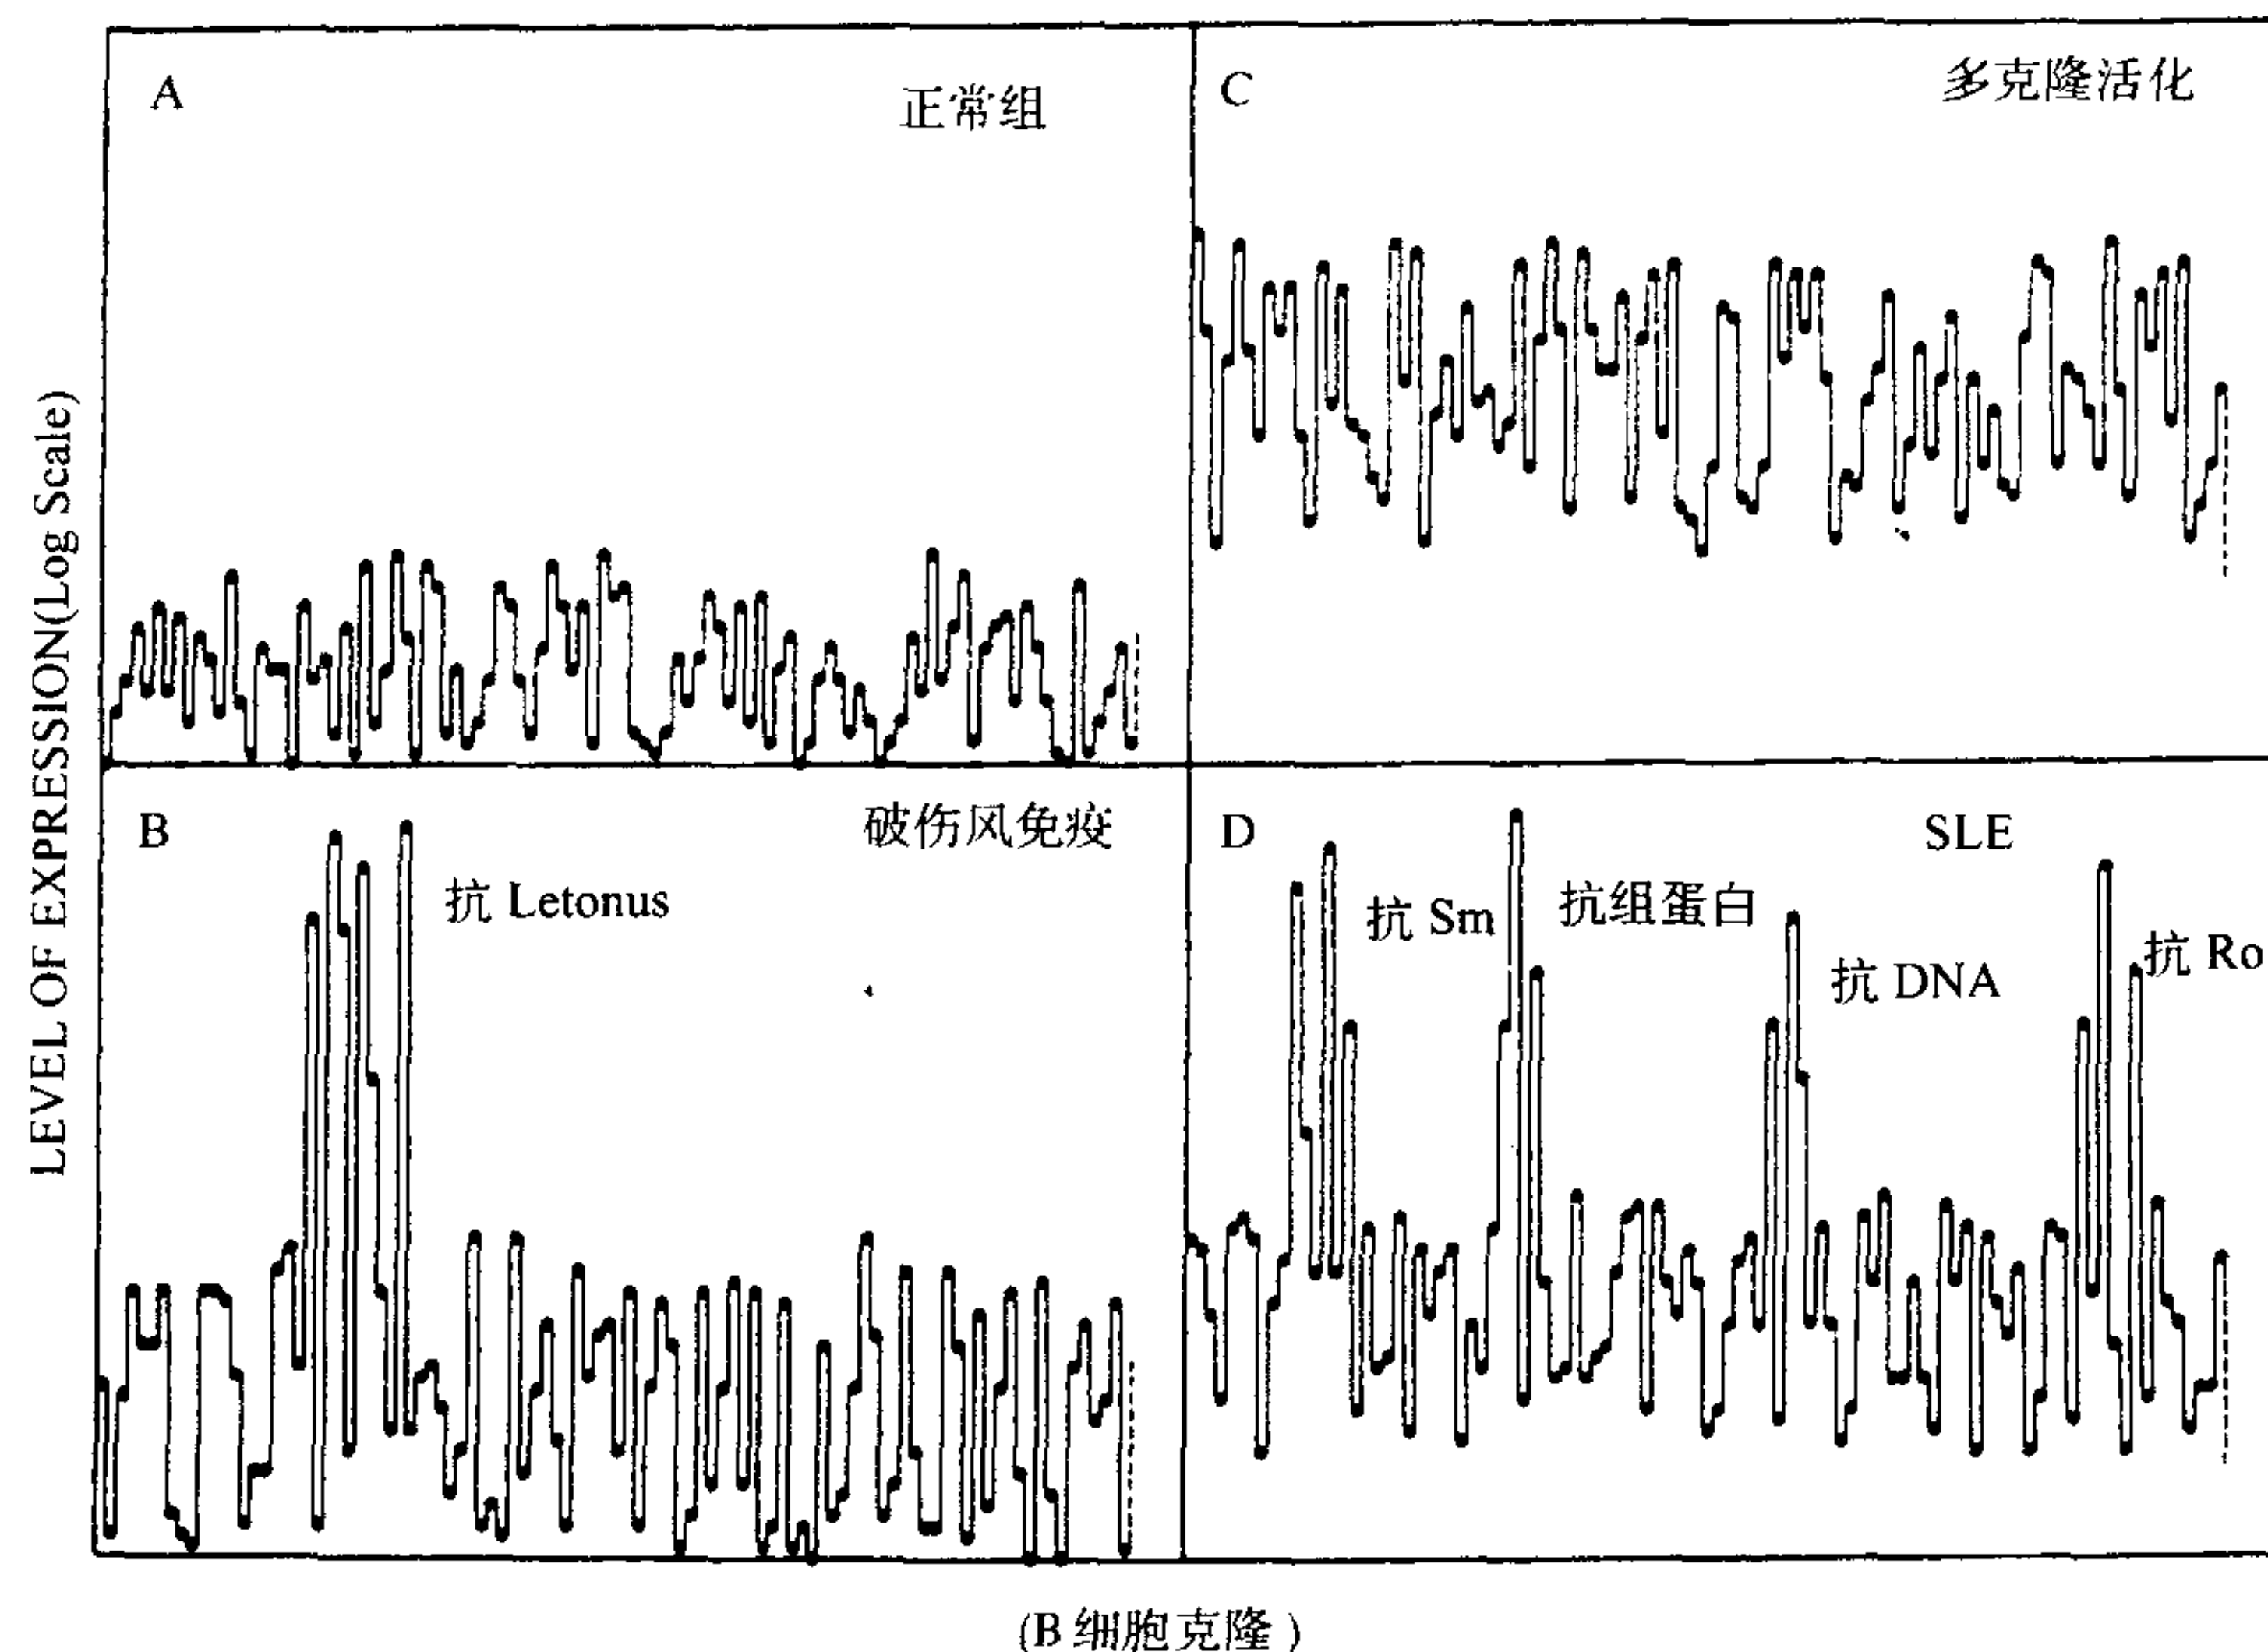 A
正常组
C
多克隆活化
LEVEL OF EXPRESSION(Log Scale)
B
破伤风免疫
抗 Letonus
D
SLE
抗 Sm
抗组蛋白
抗 DNA
抗 Ro
(B 细胞克隆)